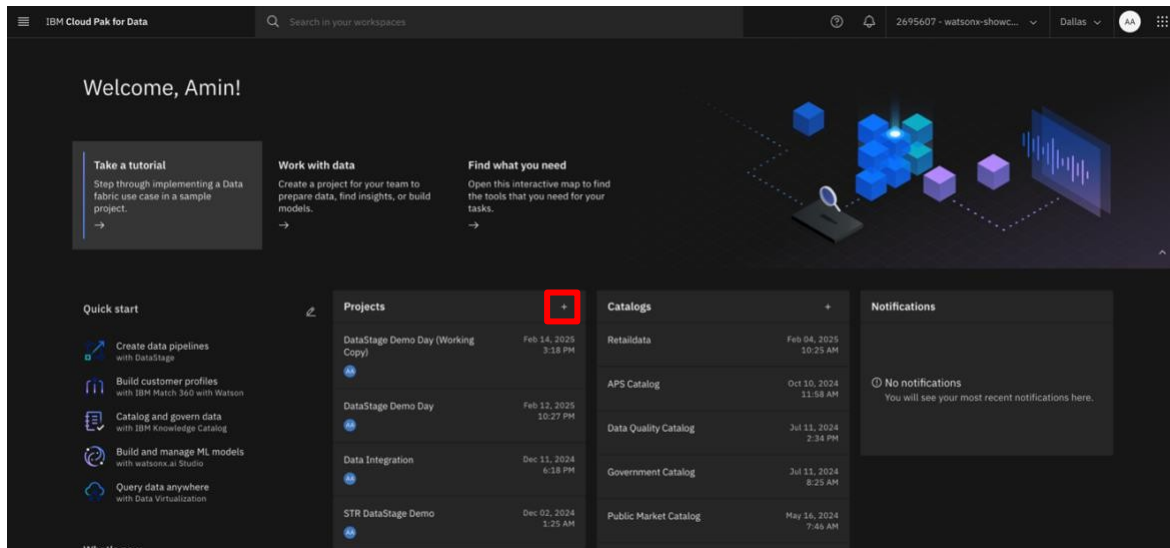 IBM Cloud Pak for Data
Search in your workspaces
2695607 - watsonx-showc...
Dallas
AA
Welcome, Amin!
Take a tutorial
Step through implementing a Data
fabric use case in a sample
project.
Work with data
Create a project for your team to
prepare data, find insights, or build
models.
Find what you need
Open this interactive map to find
the tools that you need for your
tasks.
Quick start
Create data pipelines
with DataStage
Build customer profiles
with IBM Match 360 with Watson
Catalog and govern data
with IBM Knowledge Catalog
Build and manage ML models
with watsonx.ai Studio
Query data anywhere
with Data Virtualization
Projects +
DataStage Demo Day (Working Feb 14, 2025
Copy) 3:18 PM
AA
DataStage Demo Day Feb 12, 2025
10:27 PM
AA
Data Integration Dec 11, 2024
6:18 PM
AA
STR DataStage Demo Dec 02, 2024
1:25 AM
AA
Catalogs +
Retaildata Feb 04, 2025
10:25 AM
APS Catalog Oct 10, 2024
11:58 AM
Data Quality Catalog Jul 11, 2024
2:34 PM
Government Catalog Jul 11, 2024
8:25 AM
Public Market Catalog May 16, 2024
7:46 AM
Notifications
No notifications
You will see your most recent notifications here.